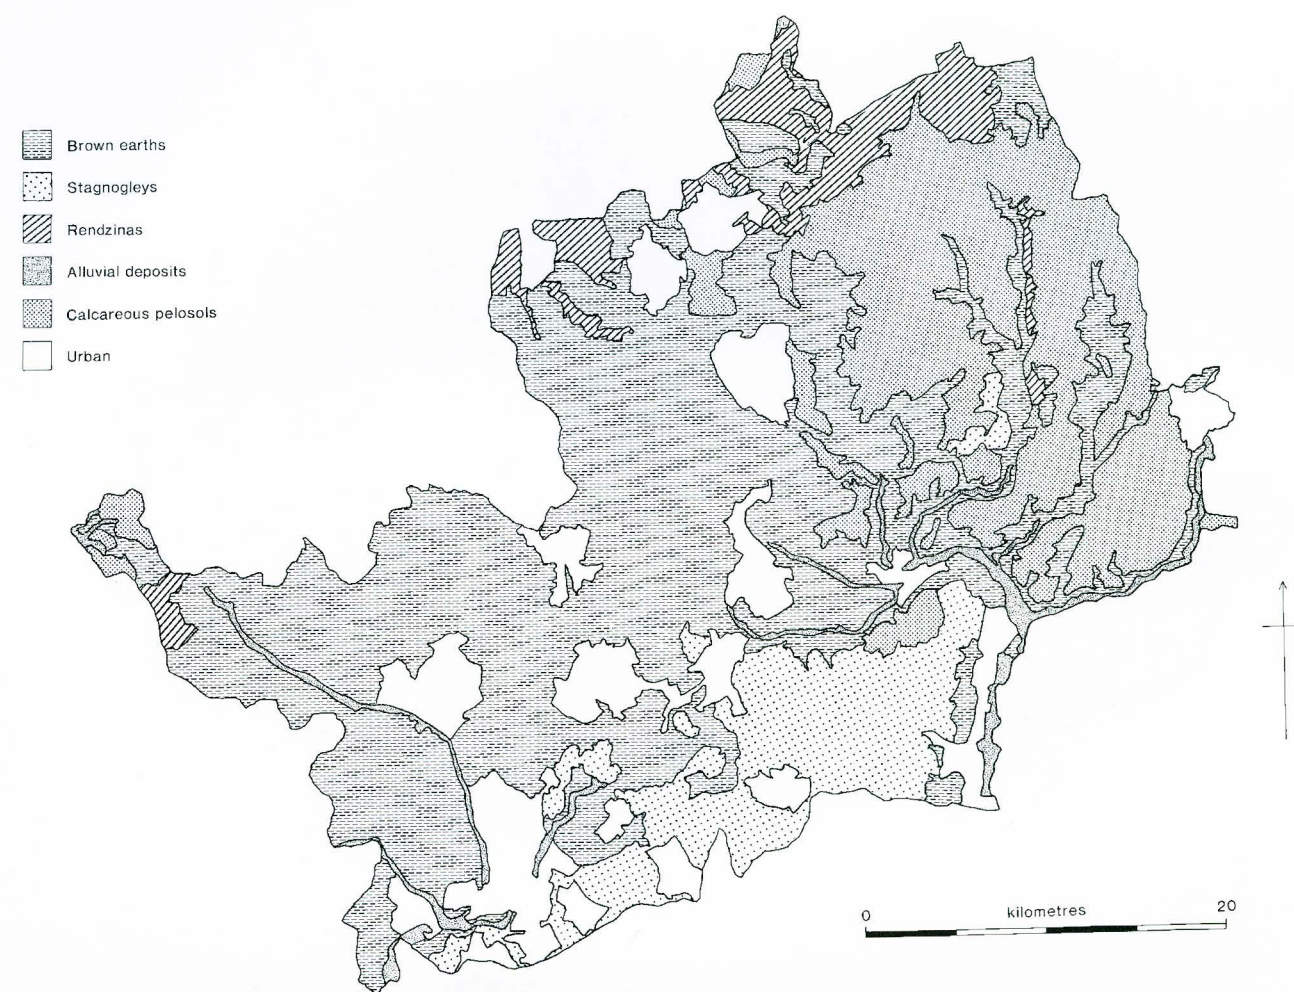 Brown earths
Stagnogleys
Rendzinas
Alluvial deposits
Calcareous pelosols
Urban
0 kilometres 20